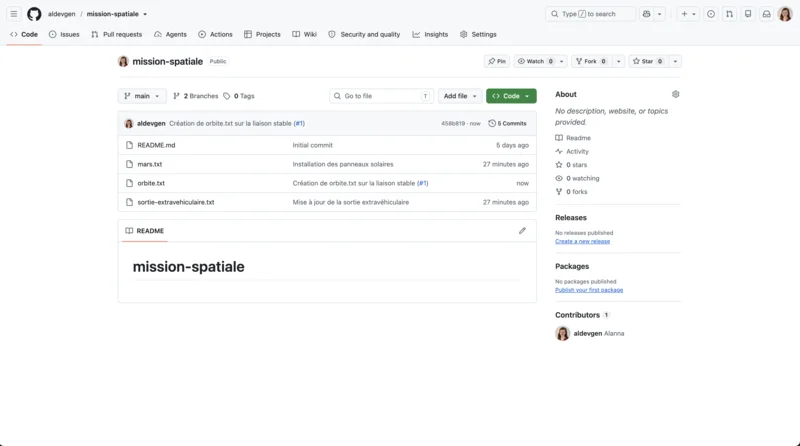 aldevgen / mission-spatiale
Type / to search
Code Issues Pull requests Agents Actions Projects Wiki Security and quality Insights Settings
mission-spatiale Public
Pin Watch 0 Fork 0 Star 0
main 2 Branches 0 Tags Go to file T Add file Code
aldevgen Création de orbite.txt sur la liaison stable (#1) 458b819 · now 5 Commits
README.md Initial commit 5 days ago
mars.txt Installation des panneaux solaires 27 minutes ago
orbite.txt Création de orbite.txt sur la liaison stable (#1) now
sortie-extravehiculaire.txt Mise à jour de la sortie extravéhiculaire 27 minutes ago
README
mission-spatiale
About
No description, website, or topics
provided.
Readme
Activity
0 stars
0 watching
0 forks
Releases
No releases published
Create a new release
Packages
No packages published
Publish your first package
Contributors 1
aldevgen Alanna